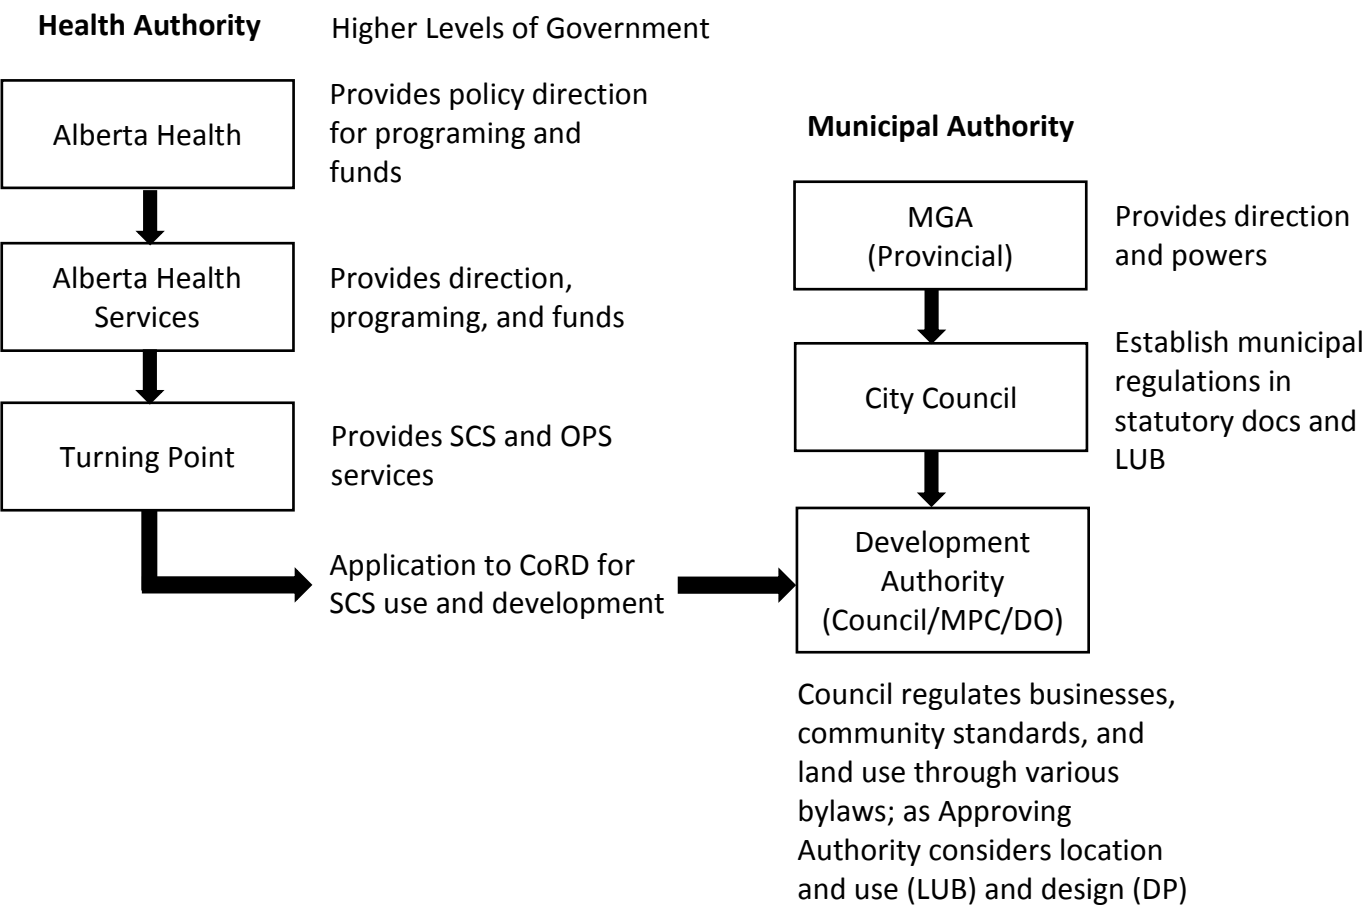 Health Authority
Higher Levels of Government
Alberta Health
Provides policy direction
for programing and
funds
Alberta Health
Services
Provides direction,
programing, and funds
Turning Point
Provides SCS and OPS
services
Application to CoRD for
SCS use and development
Municipal Authority
MGA
(Provincial)
Provides direction
and powers
City Council
Establish municipal
regulations in
statutory docs and
LUB
Development
Authority
(Council/MPC/DO)
Council regulates businesses,
community standards, and
land use through various
bylaws; as Approving
Authority considers location
and use (LUB) and design (DP)